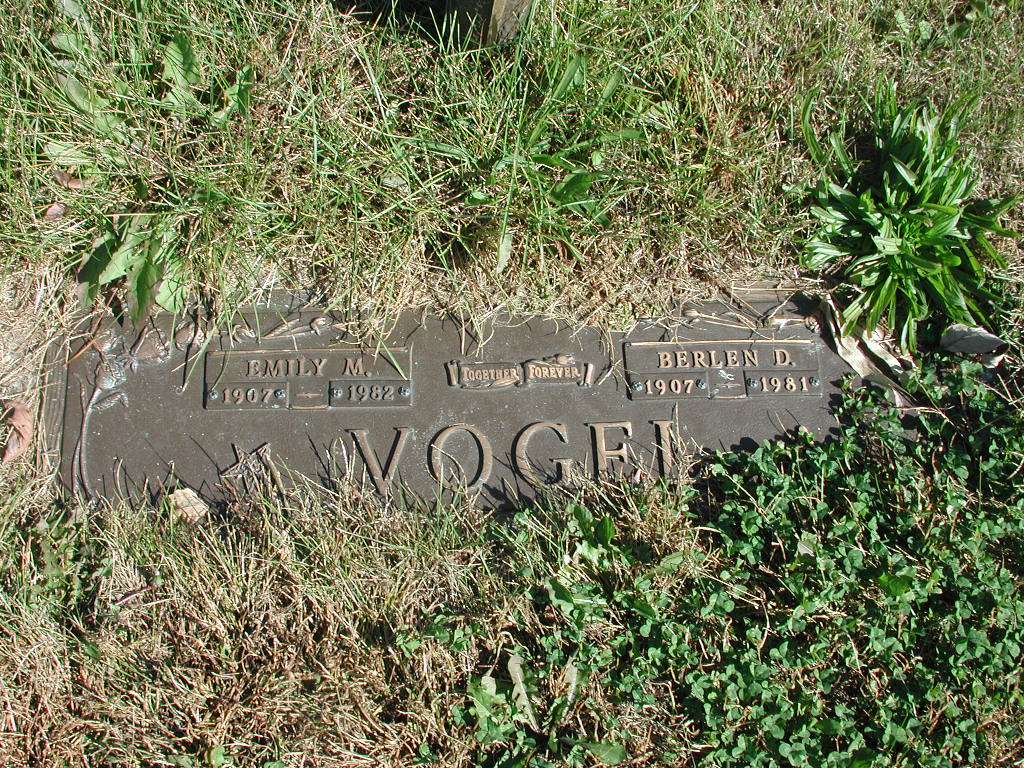 EMILY M.
1907 - 1982
TOGETHER FOREVER
BERLEN D.
1907 - 1981
VOGEL